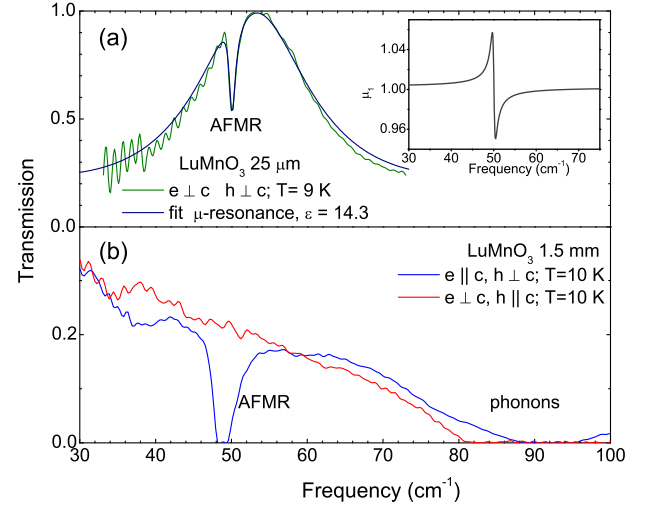 Transmission
1.0
0.5
0.0
(a)
AFMR
LuMnO3 25 μm
e ⊥ c h ⊥ c; T= 9 K
fit μ-resonance, ε = 14.3
μ1
1.04
1.00
0.96
30 40 50 60 70
Frequency (cm-1)
(b)
LuMnO3 1.5 mm
e || c, h ⊥ c; T=10 K
e ⊥ c, h || c; T=10 K
0.2
0.0
AFMR
phonons
30 40 50 60 70 80 90 100
Frequency (cm-1)